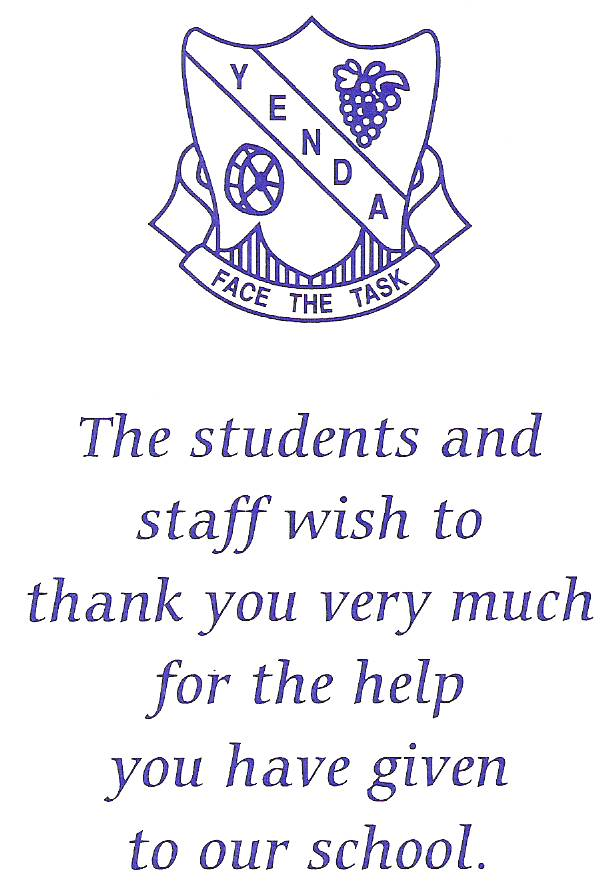 YENDA
FACE THE TASK
The students and
staff wish to
thank you very much
for the help
you have given
to our school.